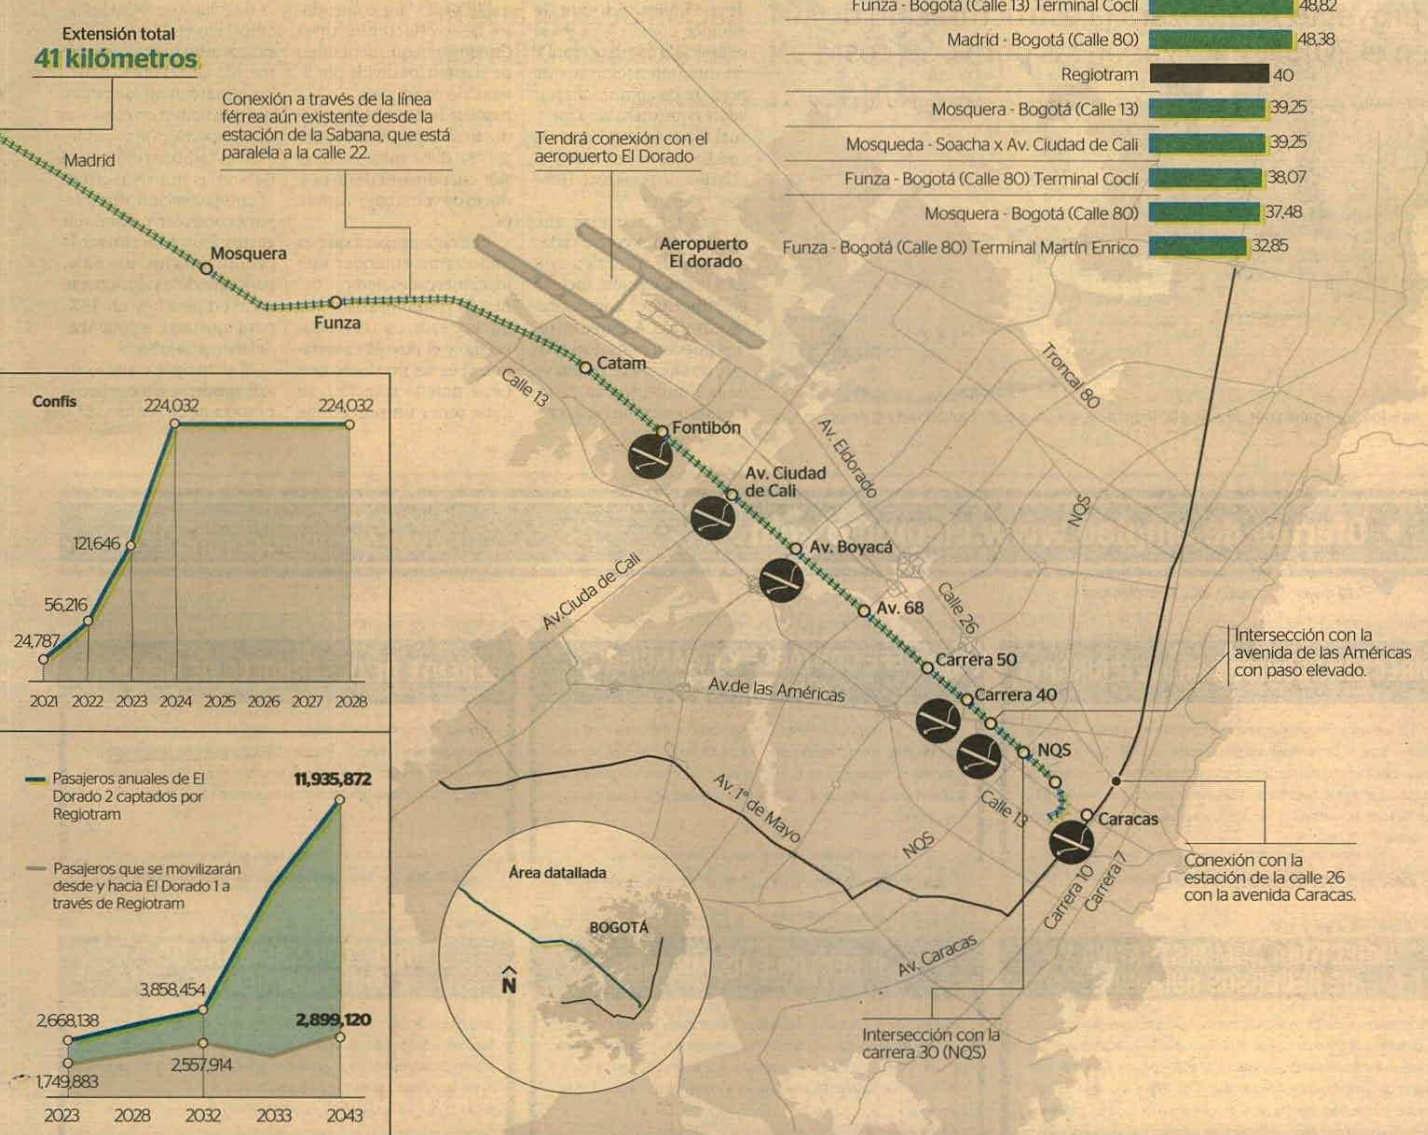 Extensión total
41 kilómetros
Conexión a través de la línea
férrea aún existente desde la
estación de la Sabana, que está
paralela a la calle 22.
Tendrá conexión con el
aeropuerto El Dorado
Funza - Bogotá (Calle 13) Terminal Coclí 48,82
Madrid - Bogotá (Calle 80) 48,38
Regiotram 40
Mosquera - Bogotá (Calle 13) 39,25
Mosqueda - Soacha x Av. Ciudad de Cali 39,25
Funza - Bogotá (Calle 80) Terminal Coclí 38,07
Mosquera - Bogotá (Calle 80) 37,48
Funza - Bogotá (Calle 80) Terminal Martín Enrico 32,85
Madrid
Mosquera
Funza
Aeropuerto
El dorado
Catam
Calle 13
Fontibón
Troncal 80
Av. Eldorado
Av. Ciudad
de Cali
NQS
Av. Boyacá
Av.Ciuda de Cali
Av. 68
Calle 26
Carrera 50
Av.de las Américas
Carrera 40
Intersección con la
avenida de las Américas
con paso elevado.
NQS
Av. 1° de Mayo
Calle 13
Caracas
NQS
Conexión con la
estación de la calle 26
con la avenida Caracas.
Carrera 10
Carrera 7
Av. Caracas
Intersección con la
carrera 30 (NQS)
Área datallada
BOGOTÁ
N
Confis
224,032
224,032
121,646
56,216
24,787
2021 2022 2023 2024 2025 2026 2027 2028
Pasajeros anuales de El
Dorado 2 captados por
Regiotram
11,935,872
Pasajeros que se movilizarán
desde y hacia El Dorado 1 a
través de Regiotram
3,858,454
2,668,138
2,899,120
2,557,914
1,749,883
2023 2028 2032 2033 2043